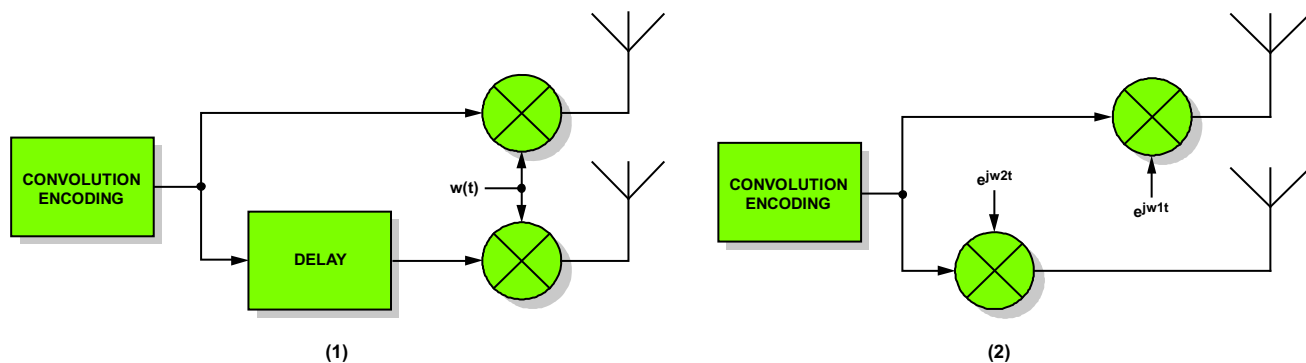 CONVOLUTION
ENCODING
DELAY
w(t)
(1)
CONVOLUTION
ENCODING
ejw2t
ejw1t
(2)